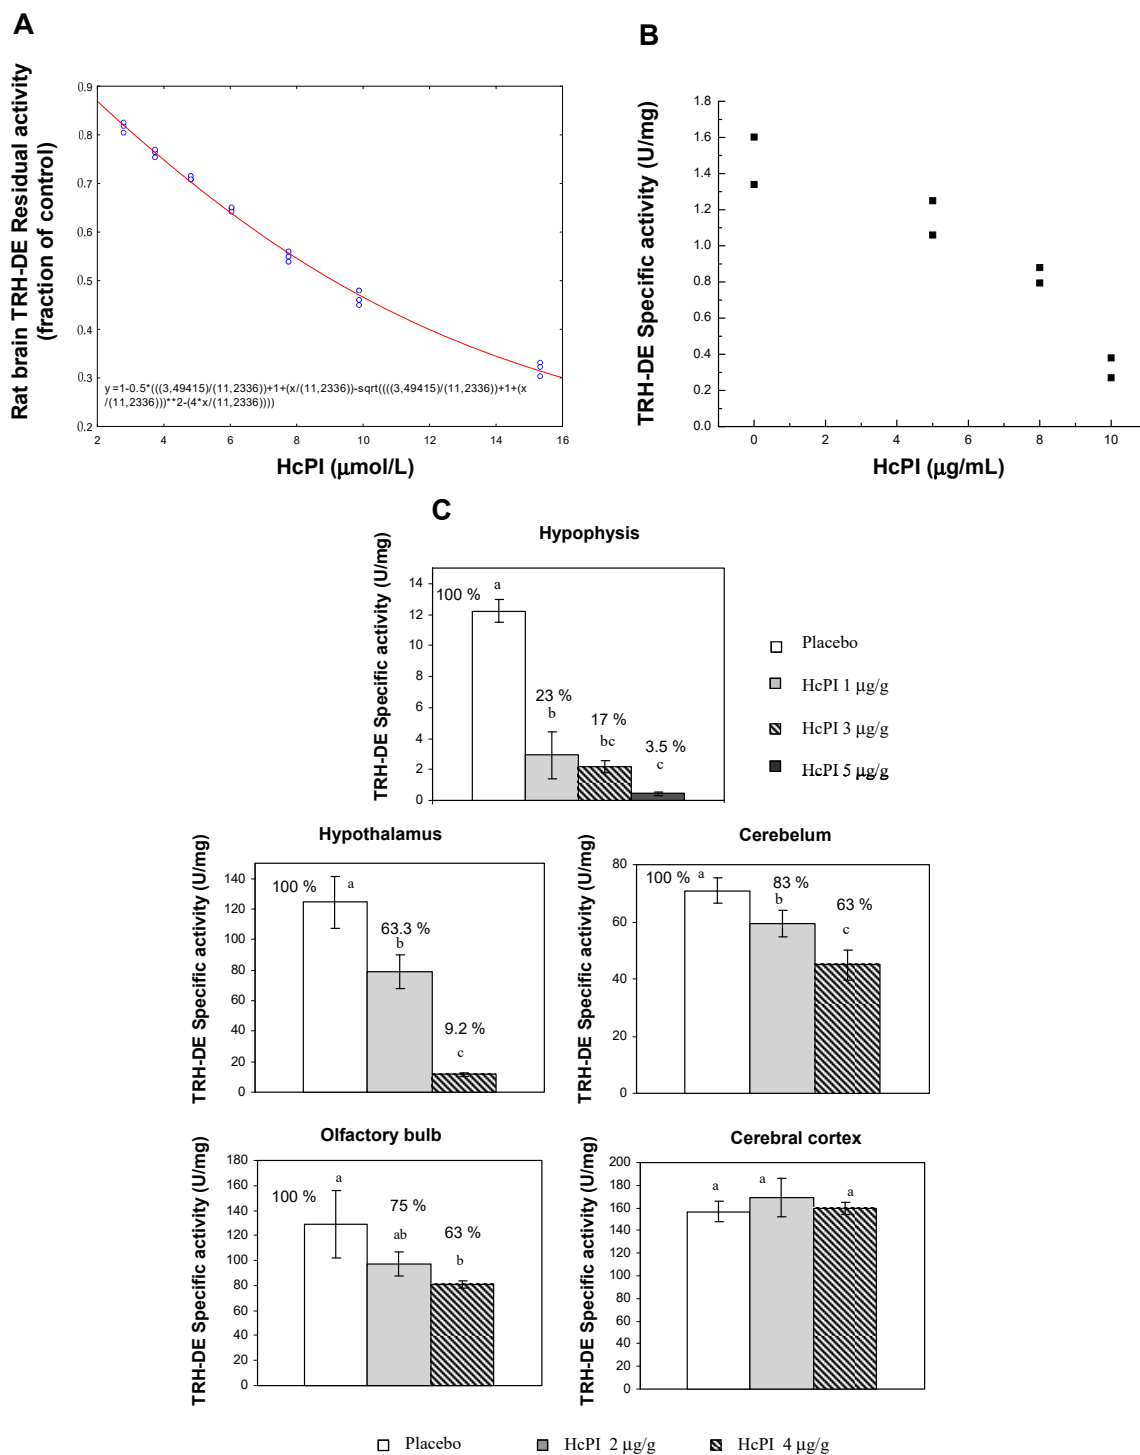 A
Rat brain TRH-DE Residual activity
(fraction of control)
0.9
0.8
0.7
0.6
0.5
0.4
0.3
0.2
y=1-0.5*(((3,49415)/(11,2336))+1+(x/(11,2336))-sqrt((((3,49415)/(11,2336))+1+(x
/(11,2336)))**2-(4*x/(11,2336))))
2 4 6 8 10 12 14 16
HcPI (μmol/L)
B
TRH-DE Specific activity (U/mg)
1.8
1.6
1.4
1.2
1.0
0.8
0.6
0.4
0.2
0.0
0 2 4 6 8 10
HcPI (μg/mL)
C
Hypophysis
TRH-DE Specific activity (U/mg)
14
12
10
8
6
4
2
0
100 %
a
23 %
b
17 %
bc
3.5 %
c
Placebo
HcPI 1 μg/g
HcPI 3 μg/g
HcPI 5 μg/g
Hypothalamus
TRH-DE Specific activity (U/mg)
140
120
100
80
60
40
20
0
100 %
a
63.3 %
b
9.2 %
c
Cerebelum
TRH-DE Specific activity (U/mg)
80
60
40
20
0
100 %
a
83 %
b
63 %
c
Olfactory bulb
TRH-DE Specific activity (U/mg)
180
160
140
120
100
80
60
40
20
0
100 %
a
75 %
ab
63 %
b
Cerebral cortex
TRH-DE Specific activity (U/mg)
200
180
160
140
120
100
80
60
40
20
0
a
a
a
Placebo
HcPI 2 μg/g
HcPI 4 μg/g